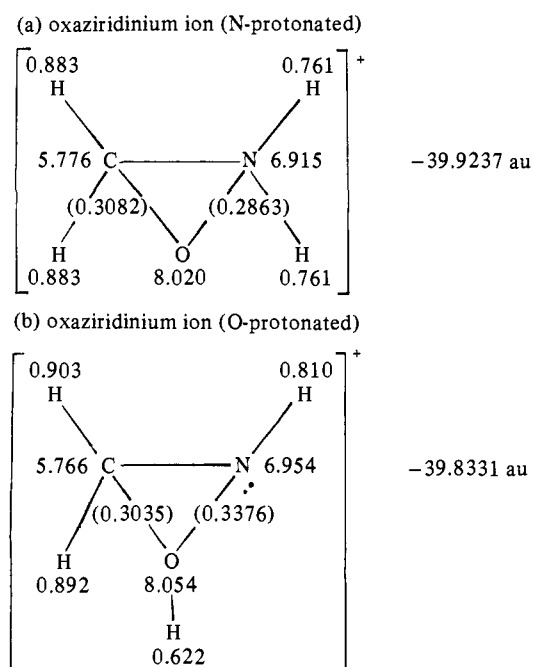 (a) oxaziridinium ion (N-protonated)
0.883 0.761 +
H H
5.776 C N 6.915 −39.9237 au
(0.3082) (0.2863)
H O H
0.883 8.020 0.761
(b) oxaziridinium ion (O-protonated)
0.903 0.810 +
H H
5.766 C N 6.954 −39.8331 au
(0.3035) (0.3376)
H O
0.892 8.054
H
0.622